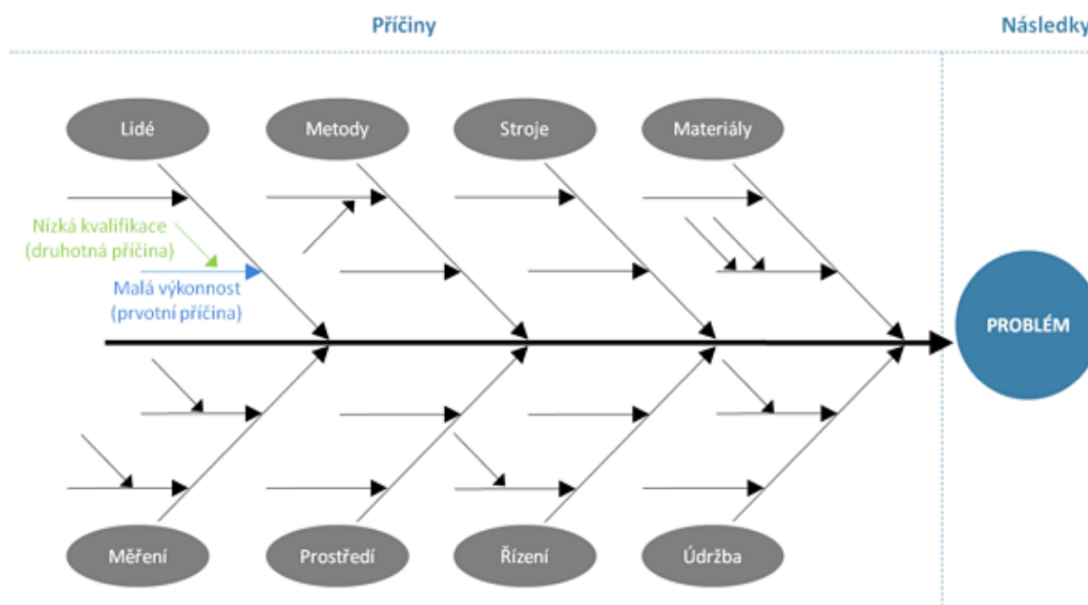 Příčiny
Následky
Lidé
Metody
Stroje
Materiály
Nízká kvalifikace
(druhotná příčina)
Malá výkonnost
(prvotní příčina)
PROBLÉM
Měření
Prostředí
Řízení
Údržba